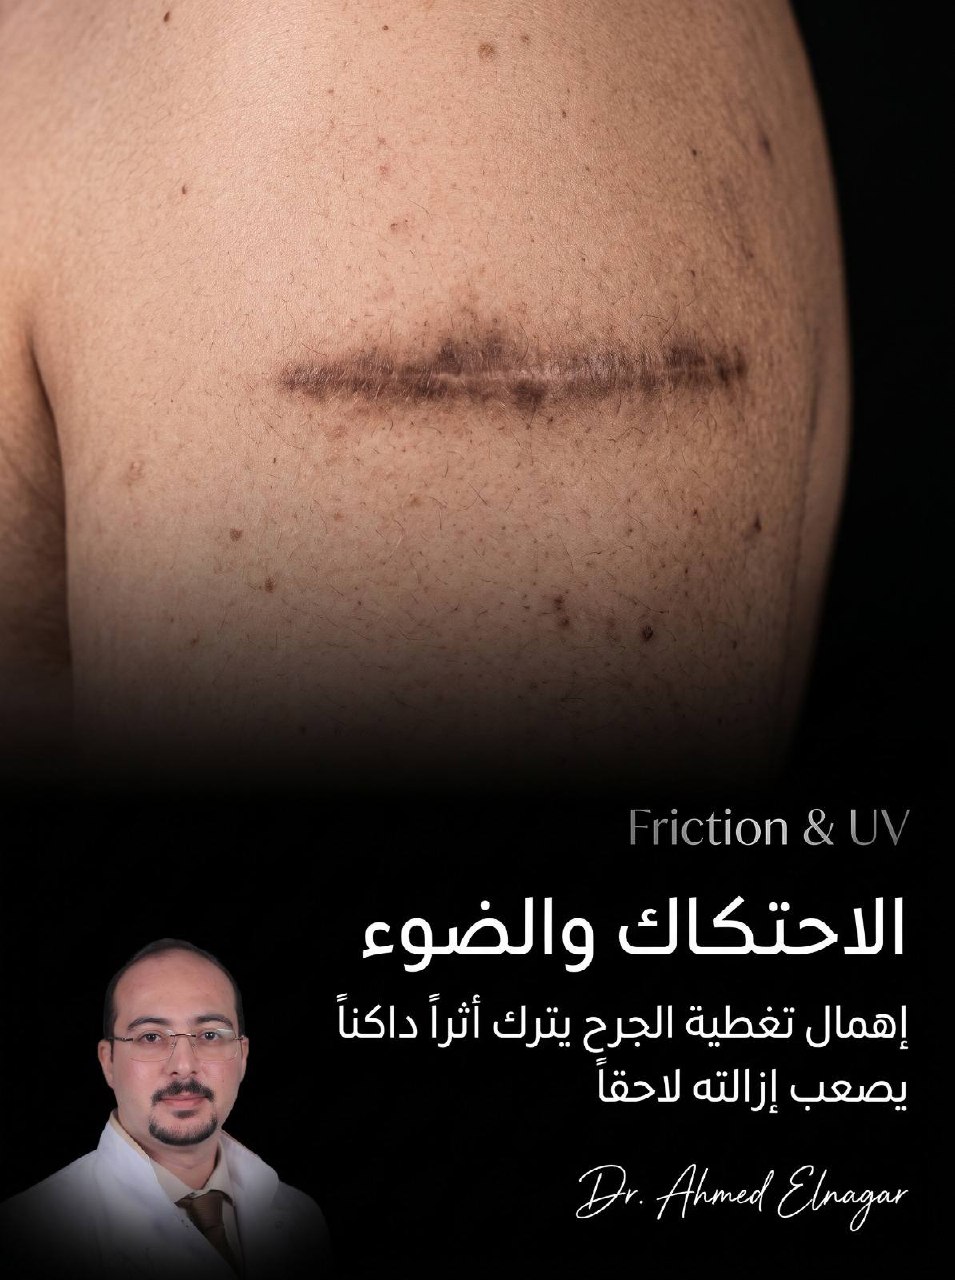 Friction & UV
الاحتكاك والضوء
إهمال تغطية الجرح يترك أثراً داكناً
يصعب إزالته لاحقاً
Dr. Ahmed Elnagar